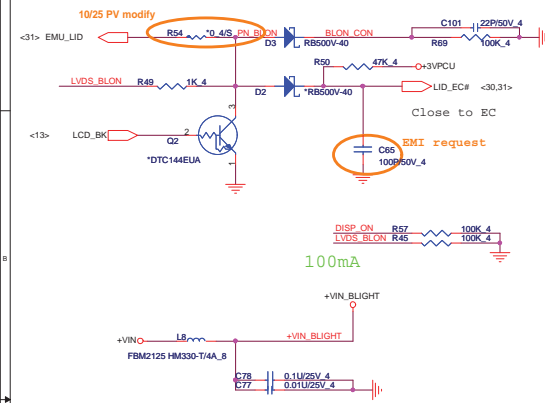 10/25 PV modify
C101 22P/50V_4
<31> EMU_LID R54 *0_4/S PN_BLON BLON_CON
D3 RB500V-40 R69 100K_4
R50 47K_4 +3VPCU
LVDS_BLON R49 1K_4
D2 *RB500V-40 LID_EC# <30,31>
Close to EC
3
<13> LCD_BK 2
Q2
EMI request
C65
*DTC144EUA 1 100P/50V_4
DISP_ON R57 100K_4
LVDS_BLON R45 100K_4
B
100mA
+VIN_BLIGHT
+VIN L8 +VIN_BLIGHT
FBM2125 HM330-T/4A_8
C78 0.1U/25V_4
C77 0.01U/25V_4